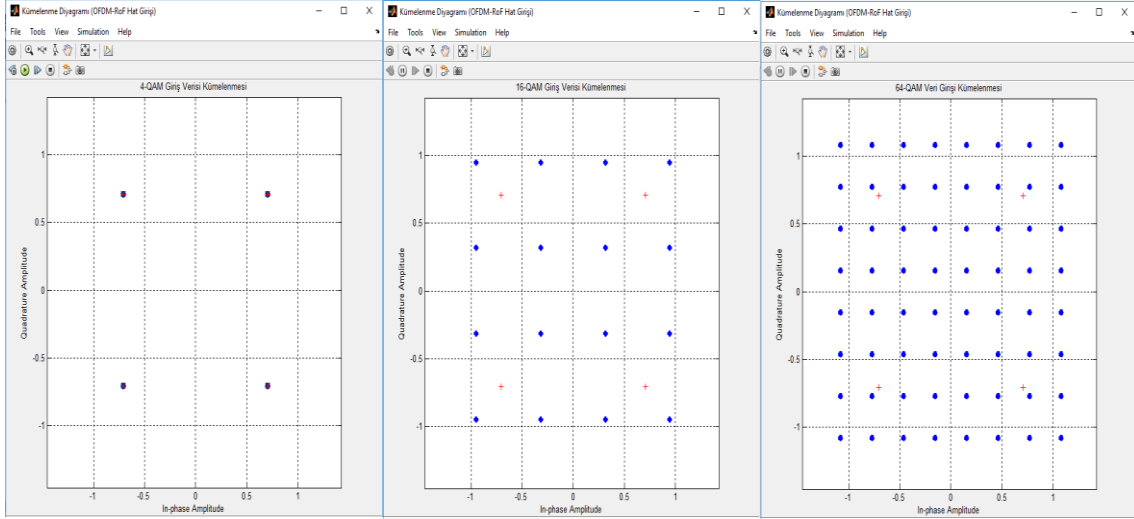 Kümelenme Diyagramı (OFDM-RoF Hat Girişi)
File Tools View Simulation Help
4-QAM Giriş Verisi Kümelenmesi
Quadrature Amplitude
1
0.5
0
-0.5
-1
-1 -0.5 0 0.5 1
In-phase Amplitude
Kümelenme Diyagramı (OFDM-RoF Hat Girişi)
File Tools View Simulation Help
16-QAM Giriş Verisi Kümelenmesi
Quadrature Amplitude
1
0.5
0
-0.5
-1
-1 -0.5 0 0.5 1
In-phase Amplitude
Kümelenme Diyagramı (OFDM-RoF Hat Girişi)
File Tools View Simulation Help
64-QAM Veri Girişi Kümelenmesi
Quadrature Amplitude
1
0.5
0
-0.5
-1
-1 -0.5 0 0.5 1
In-phase Amplitude